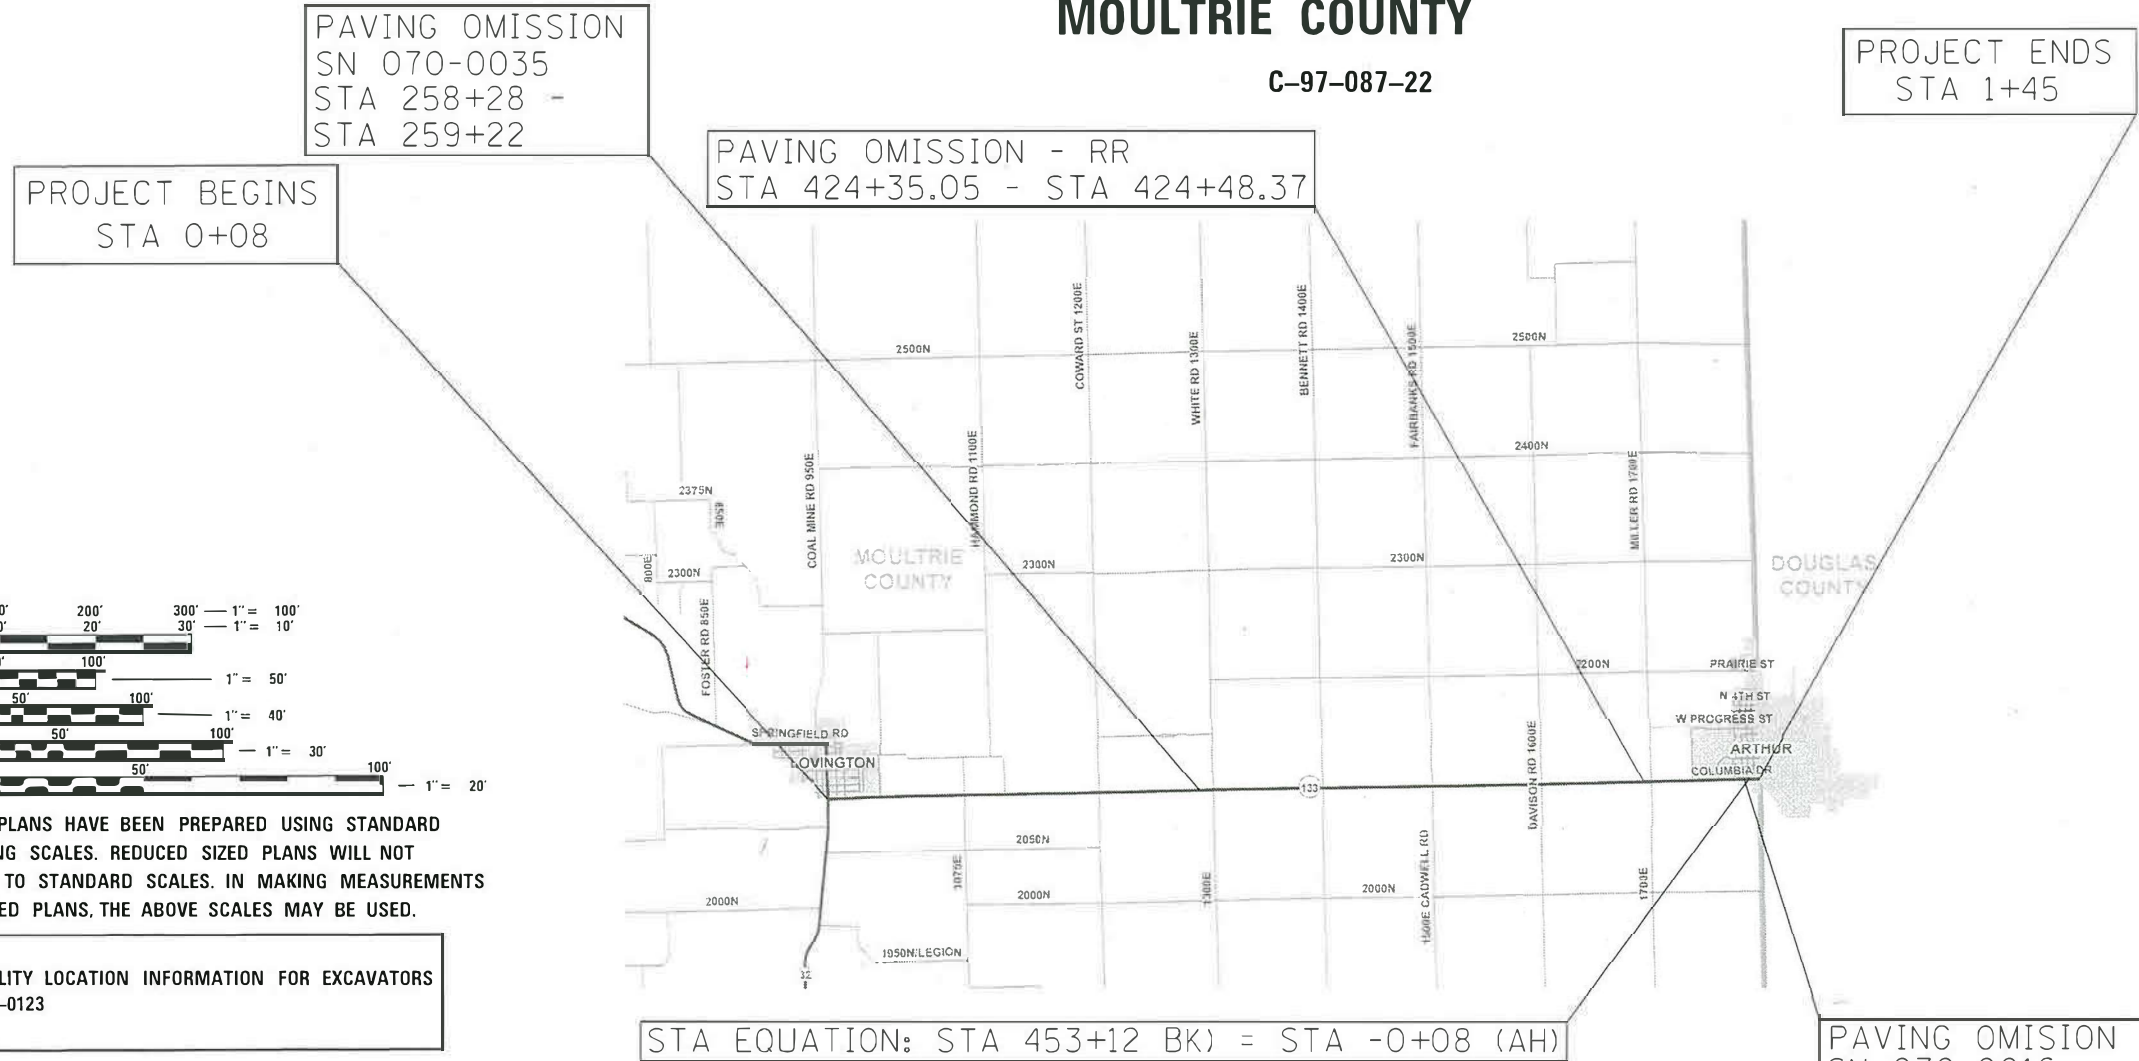 MOULTRIE COUNTY
C-97-087-22
PAVING OMISSION
SN 070-0035
STA 258+28 -
STA 259+22
PROJECT BEGINS
STA 0+08
PAVING OMISSION - RR
STA 424+35.05 - STA 424+48.37
PROJECT ENDS
STA 1+45
2500N
2500N
COWARD ST 1200E
WHITE RD 1300E
BENNETT RD 1400E
FAIRBANKS RD 1500E
2400N
MILLER RD 1700E
HAMMOND RD 1100E
COAL MINE RD 950E
2375N
MOULTRIE
COUNTY
800E
2300N
2300N
2300N
DOUGLAS
COUNTY
FOSTER RD 850E
2200N
PRAIRIE ST
N 4TH ST
W PROGRESS ST
ARTHUR
COLUMBIA DR
SPRINGFIELD RD
LOVINGTON
133
DAVISON RD 1600E
2050N
1075E
1300E
1500E CADWELL RD
1700E
2000N
2000N
2000N
1950N/LEGION
32
200' 300' 1"= 100'
20' 30' 1"= 10'
100' 1"= 50'
50' 100' 1"= 40'
50' 100' 1"= 30'
50' 100' 1"= 20'
PLANS HAVE BEEN PREPARED USING STANDARD
NG SCALES. REDUCED SIZED PLANS WILL NOT
TO STANDARD SCALES. IN MAKING MEASUREMENTS
ED PLANS, THE ABOVE SCALES MAY BE USED.
LITY LOCATION INFORMATION FOR EXCAVATORS
-0123
STA EQUATION: STA 453+12 BK) = STA -0+08 (AH)
PAVING OMISION